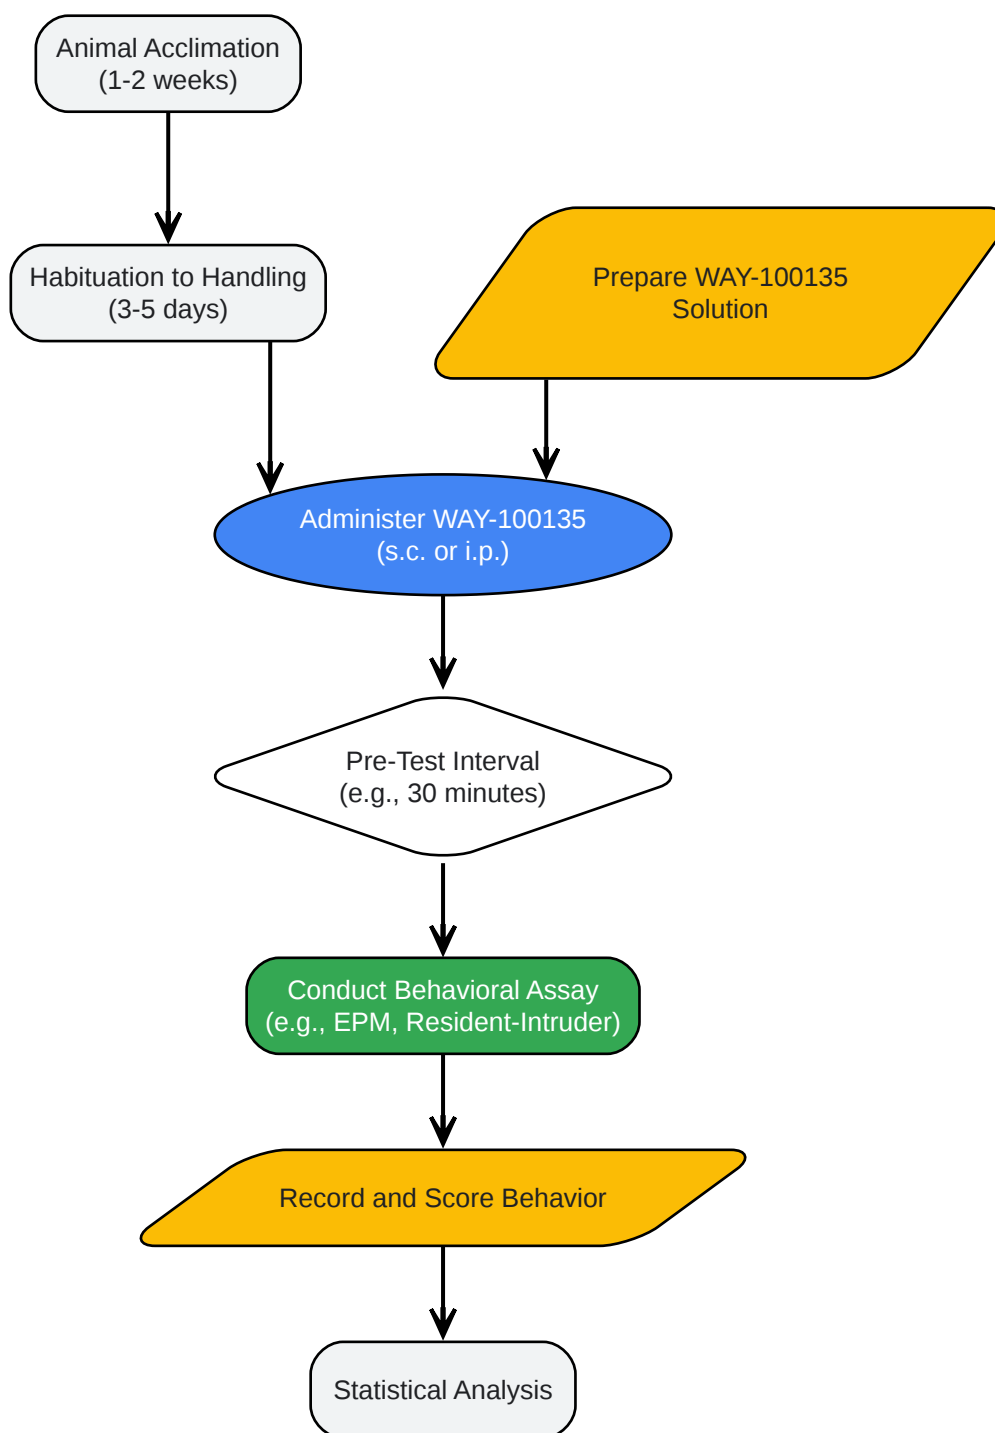 Animal Acclimation
(1-2 weeks)
Habituation to Handling
(3-5 days)
Prepare WAY-100135
Solution
Administer WAY-100135
(s.c. or i.p.)
Pre-Test Interval
(e.g., 30 minutes)
Conduct Behavioral Assay
(e.g., EPM, Resident-Intruder)
Record and Score Behavior
Statistical Analysis